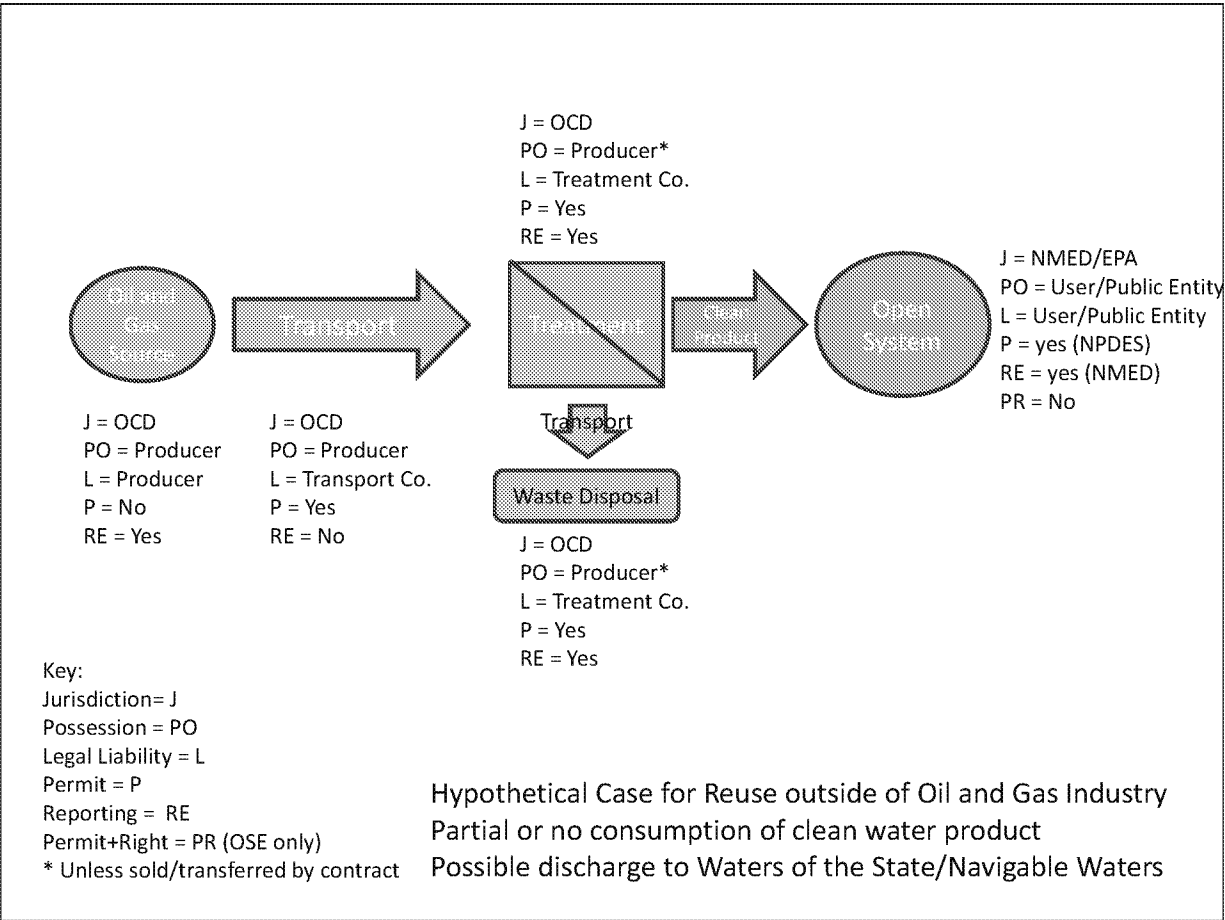 J = OCD
PO = Producer*
L = Treatment Co.
P = Yes
RE = Yes
Oil and
Gas
Source
Transport
Treatment
Clean
Product
Open
System
J = NMED/EPA
PO = User/Public Entity
L = User/Public Entity
P = yes (NPDES)
RE = yes (NMED)
PR = No
J = OCD
PO = Producer
L = Producer
P = No
RE = Yes
J = OCD
PO = Producer
L = Transport Co.
P = Yes
RE = No
Transport
Waste Disposal
J = OCD
PO = Producer*
L = Treatment Co.
P = Yes
RE = Yes
Key:
Jurisdiction= J
Possession = PO
Legal Liability = L
Permit = P
Reporting = RE
Permit+Right = PR (OSE only)
* Unless sold/transferred by contract
Hypothetical Case for Reuse outside of Oil and Gas Industry
Partial or no consumption of clean water product
Possible discharge to Waters of the State/Navigable Waters